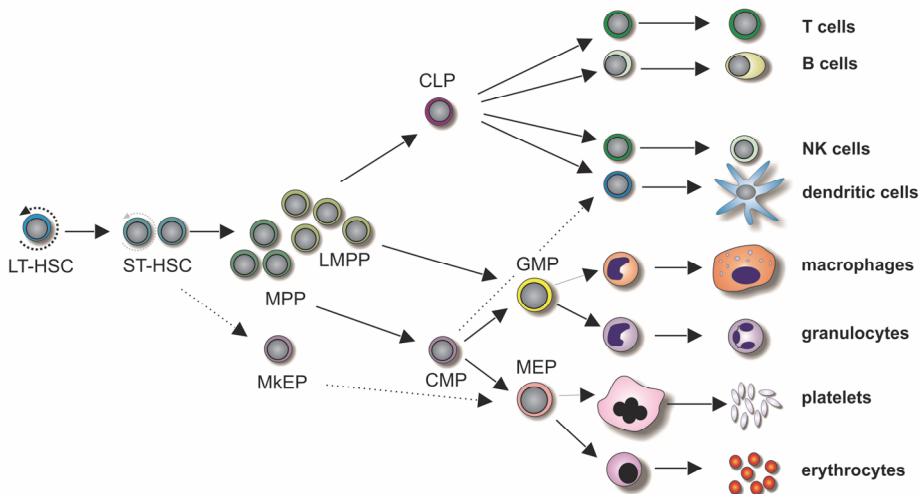 T cells
B cells
CLP
NK cells
dendritic cells
LT-HSC
ST-HSC
LMPP
MPP
GMP
macrophages
granulocytes
MkEP
CMP
MEP
platelets
erythrocytes